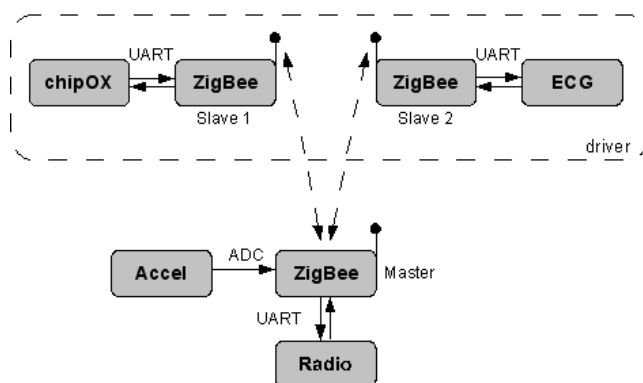 UART
UART
chipOX
ZigBee
ZigBee
ECG
Slave 1
Slave 2
driver
ADC
Accel
ZigBee
Master
UART
Radio